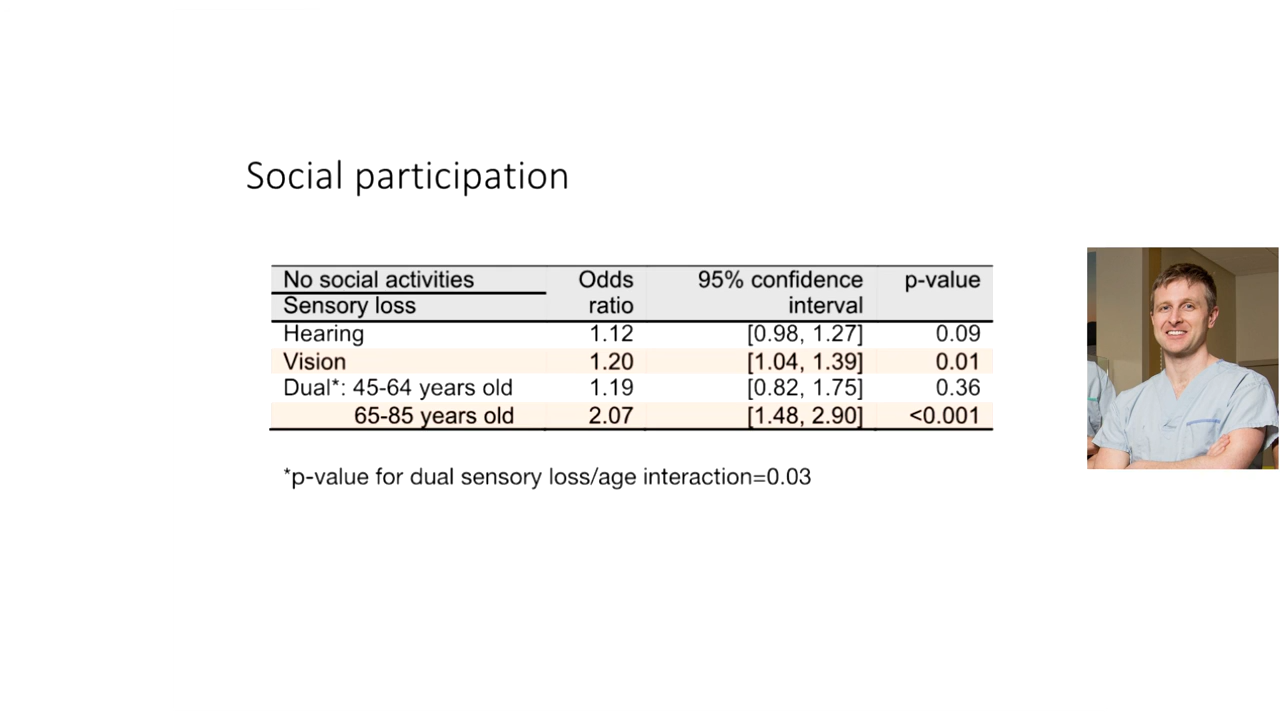 Social participation
No social activities Odds 95% confidence p-value
Sensory loss ratio interval
Hearing 1.12 [0.98, 1.27] 0.09
Vision 1.20 [1.04, 1.39] 0.01
Dual*: 45-64 years old 1.19 [0.82, 1.75] 0.36
65-85 years old 2.07 [1.48, 2.90] <0.001
*p-value for dual sensory loss/age interaction=0.03